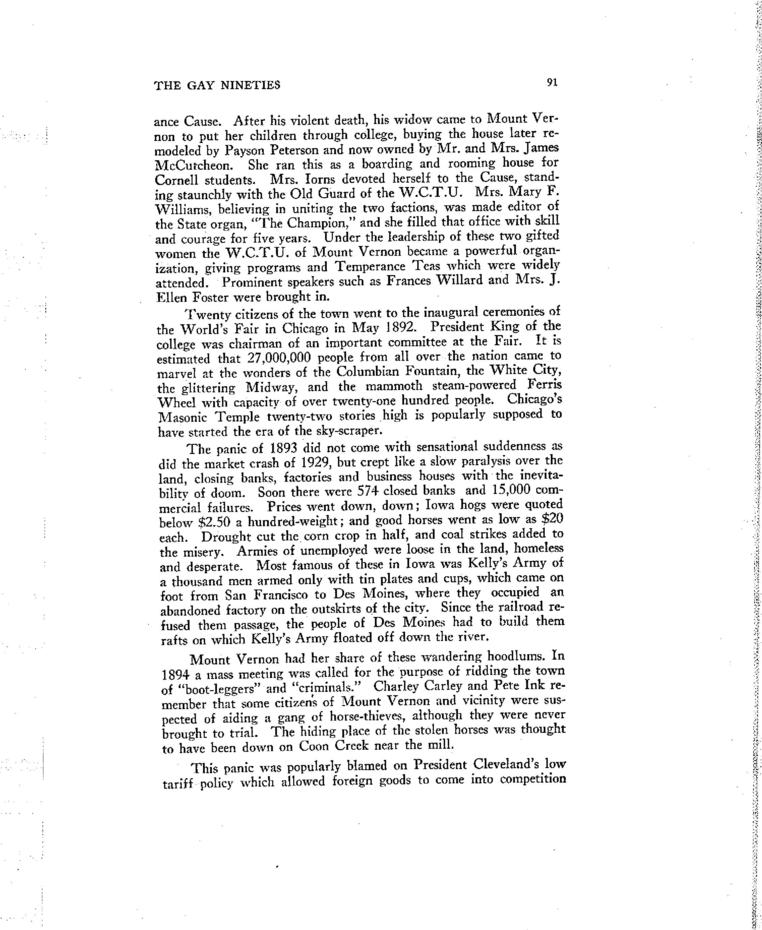 THE GAY NINETIES 91
ance Cause. After his violent death, his widow came to Mount Ver-
non to put her children through college, buying the house later re-
modeled by Payson Peterson and now owned by Mr. and Mrs. James
McCutcheon. She ran this as a boarding and rooming house for
Cornell students. Mrs. Iorns devoted herself to the Cause, stand-
ing staunchly with the Old Guard of the W.C.T.U. Mrs. Mary F.
Williams, believing in uniting the two factions, was made editor of
the State organ, "The Champion," and she filled that office with skill
and courage for five years. Under the leadership of these two gifted
women the W.C.T.U. of Mount Vernon became a powerful organ-
ization, giving programs and Temperance Teas which were widely
attended. Prominent speakers such as Frances Willard and Mrs. J.
Ellen Foster were brought in.
Twenty citizens of the town went to the inaugural ceremonies of
the World's Fair in Chicago in May 1892. President King of the
college was chairman of an important committee at the Fair. It is
estimated that 27,000,000 people from all over the nation came to
marvel at the wonders of the Columbian Fountain, the White City,
the glittering Midway, and the mammoth steam-powered Ferris
Wheel with capacity of over twenty-one hundred people. Chicago's
Masonic Temple twenty-two stories high is popularly supposed to
have started the era of the sky-scraper.
The panic of 1893 did not come with sensational suddenness as
did the market crash of 1929, but crept like a slow paralysis over the
land, closing banks, factories and business houses with the inevita-
bility of doom. Soon there were 574 closed banks and 15,000 com-
mercial failures. Prices went down, down; Iowa hogs were quoted
below $2.50 a hundred-weight; and good horses went as low as $20
each. Drought cut the corn crop in half, and coal strikes added to
the misery. Armies of unemployed were loose in the land, homeless
and desperate. Most famous of these in Iowa was Kelly's Army of
a thousand men armed only with tin plates and cups, which came on
foot from San Francisco to Des Moines, where they occupied an
abandoned factory on the outskirts of the city. Since the railroad re-
fused them passage, the people of Des Moines had to build them
rafts on which Kelly's Army floated off down the river.
Mount Vernon had her share of these wandering hoodlums. In
1894 a mass meeting was called for the purpose of ridding the town
of "boot-leggers" and "criminals." Charley Carley and Pete Ink re-
member that some citizens of Mount Vernon and vicinity were sus-
pected of aiding a gang of horse-thieves, although they were never
brought to trial. The hiding place of the stolen horses was thought
to have been down on Coon Creek near the mill.
This panic was popularly blamed on President Cleveland's low
tariff policy which allowed foreign goods to come into competition